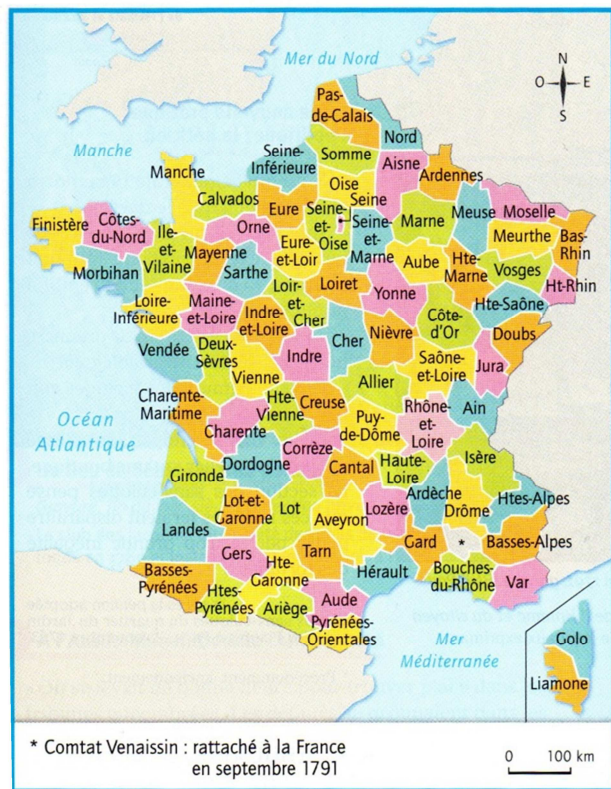 Mer du Nord
N
O
E
S
Pas-
de-Calais
Nord
Manche
Seine-
Inférieure
Somme
Aisne
Ardennes
Manche
Oise
Seine
Calvados
Eure
Seine-
et-
Oise
Seine-
et-
Marne
Marne
Meuse
Moselle
Meurthe
Bas-
Rhin
Finistère
Côtes-
du-Nord
Orne
Ile-
et-
Vilaine
Mayenne
Eure-
et-Loir
Aube
Hte-
Marne
Vosges
Ht-Rhin
Morbihan
Sarthe
Loir-
et-
Cher
Loiret
Yonne
Hte-Saône
Loire-
Inférieure
Maine-
et-Loire
Indre-
et-Loire
Cher
Nièvre
Côte-
d'Or
Doubs
Vendée
Deux-
Sèvres
Vienne
Indre
Saône-
et-Loire
Jura
Allier
Charente-
Maritime
Hte-
Vienne
Creuse
Puy-
de-Dôme
Rhône-
et
Loire
Ain
Océan
Atlantique
Charente
Corrèze
Isère
Dordogne
Cantal
Haute-
Loire
Gironde
Ardèche
Drôme
Htes-Alpes
Lot-et-
Garonne
Lot
Aveyron
Lozère
Landes
Gers
Tarn
Gard
*
Basses-Alpes
Basses-
Pyrénées
Hte-
Garonne
Hérault
Bouches-
du-Rhône
Var
Htes-
Pyrénées
Ariège
Aude
Pyrénées-
Orientales
Mer
Méditerranée
Golo
Liamone
* Comtat Venaissin : rattaché à la France
en septembre 1791
0 100 km